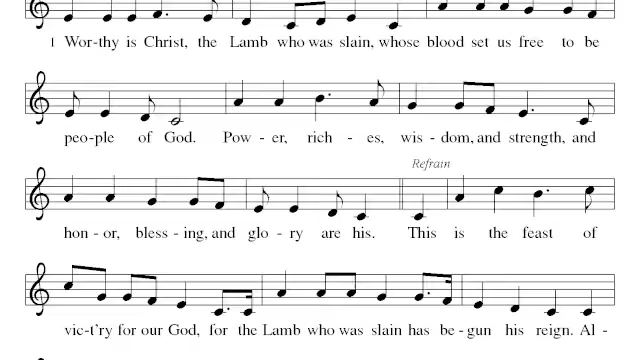 1 Wor-thy is Christ, the Lamb who was slain, whose blood set us free to be
peo-ple of God. Pow - er, rich - es, wis - dom, and strength, and
Refrain
hon - or, bless - ing, and glo - ry are his. This is the feast of
vic-t'ry for our God, for the Lamb who was slain has be - gun his reign. Al -